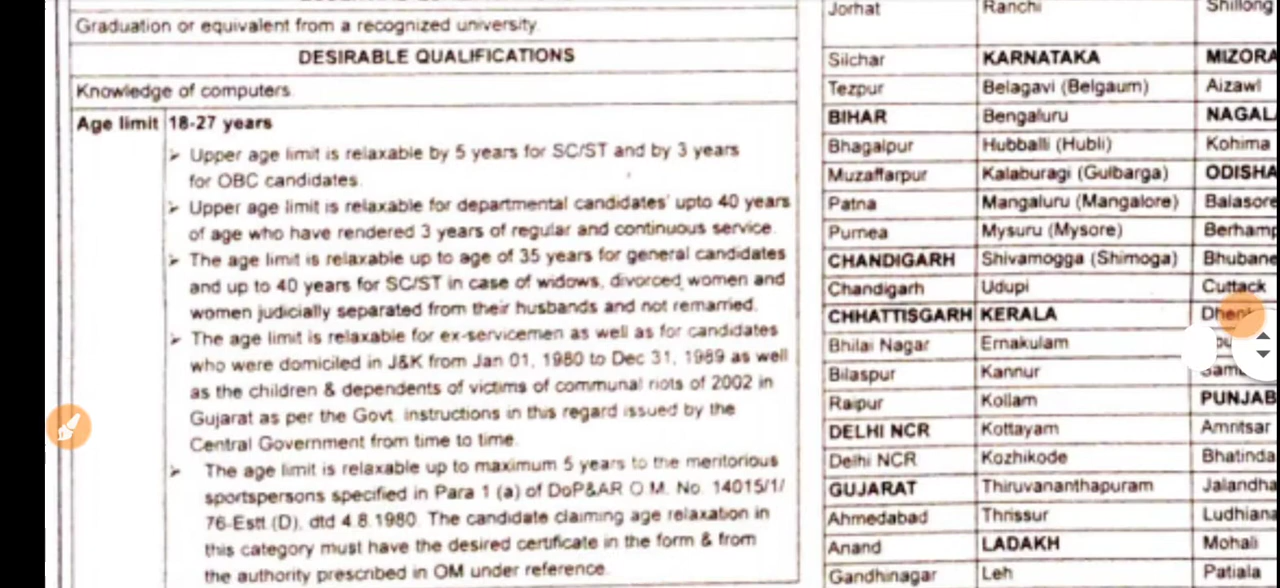 Graduation or equivalent from a recognized university.
DESIRABLE QUALIFICATIONS
Knowledge of computers
Age limit 18-27 years
➢ Upper age limit is relaxable by 5 years for SC/ST and by 3 years
for OBC candidates.
➢ Upper age limit is relaxable for departmental candidates' upto 40 years
of age who have rendered 3 years of regular and continuous service.
➢ The age limit is relaxable up to age of 35 years for general candidates
and up to 40 years for SC/ST in case of widows, divorced women and
women judicially separated from their husbands and not remarried.
➢ The age limit is relaxable for ex-servicemen as well as for candidates
who were domiciled in J&K from Jan 01, 1980 to Dec 31, 1989 as well
as the children & dependents of victims of communal riots of 2002 in
Gujarat as per the Govt. instructions in this regard issued by the
Central Government from time to time.
➢ The age limit is relaxable up to maximum 5 years to the meritorious
sportspersons specified in Para 1 (a) of DoP&AR O.M. No. 14015/1/
76-Estt.(D), dtd 4.8.1980. The candidate claiming age relaxation in
this category must have the desired certificate in the form & from
the authority prescribed in OM under reference.
Jorhat Ranchi Shillong
Silchar KARNATAKA MIZORA
Tezpur Belagavi (Belgaum) Aizawl
BIHAR Bengaluru NAGAL
Bhagalpur Hubballi (Hubli) Kohima
Muzaffarpur Kalaburagi (Gulbarga) ODISHA
Patna Mangaluru (Mangalore) Balasore
Purnea Mysuru (Mysore) Berhamp
CHANDIGARH Shivamogga (Shimoga) Bhubane
Chandigarh Udupi Cuttack
CHHATTISGARH KERALA
Bhilai Nagar Ernakulam
Bilaspur Kannur
Raipur Kollam PUNJAB
DELHI NCR Kottayam Amritsar
Delhi NCR Kozhikode Bhatinda
GUJARAT Thiruvananthapuram Jalandha
Ahmedabad Thrissur Ludhiana
Anand LADAKH Mohali
Gandhinagar Leh Patiala